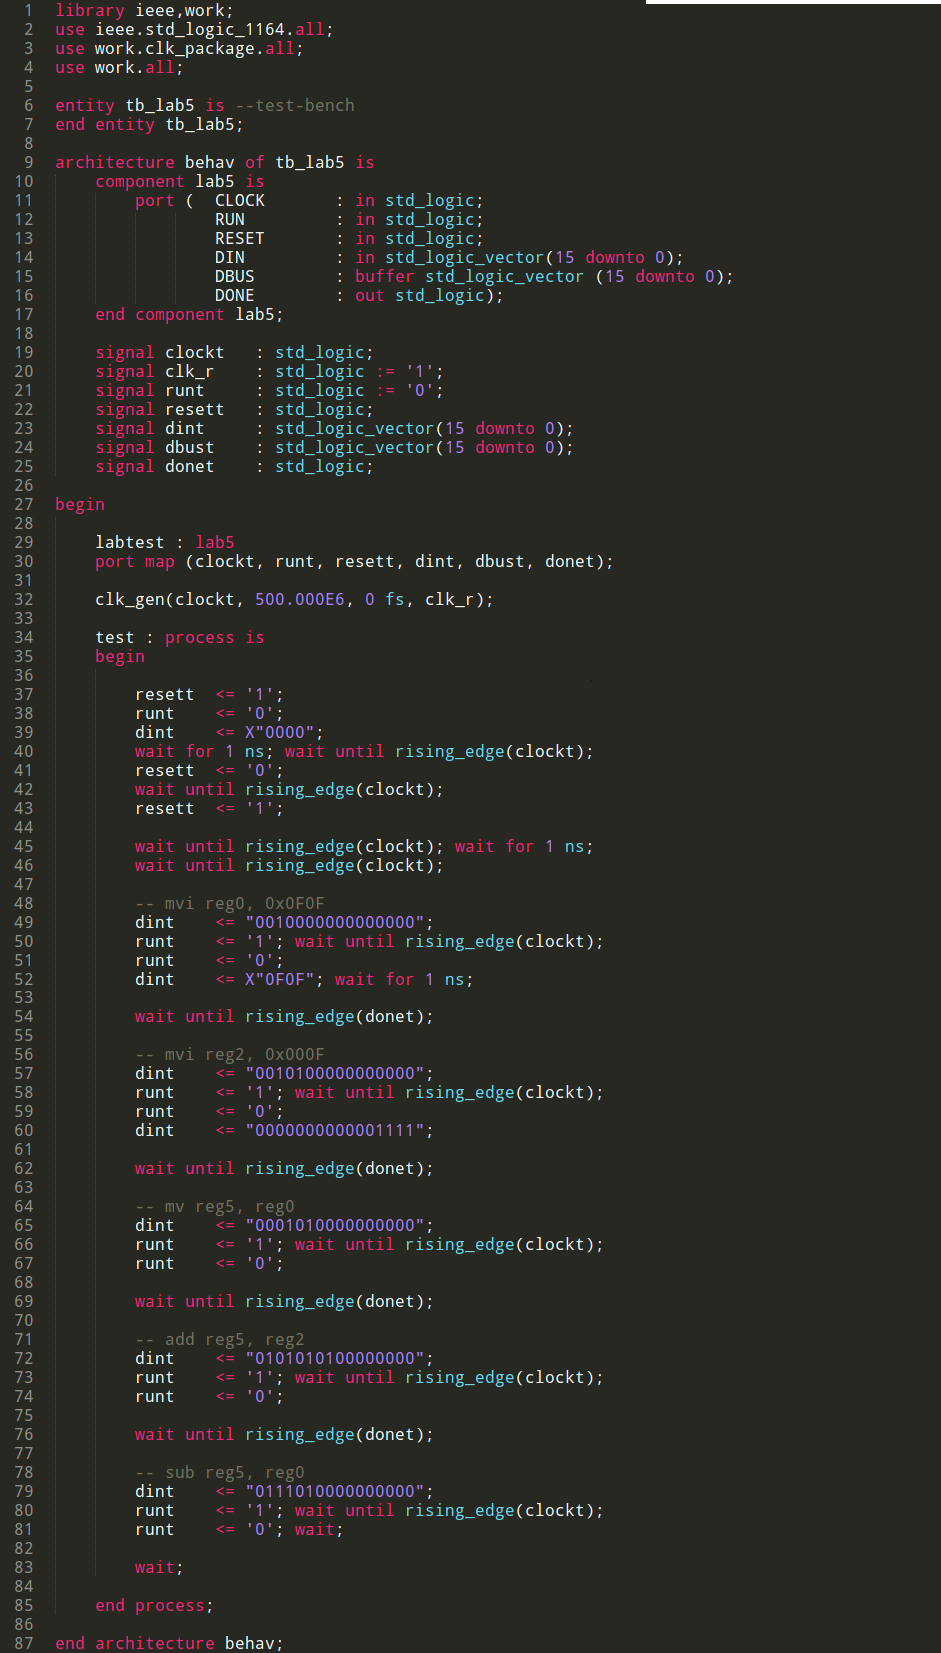 1 library ieee,work;
2 use ieee.std_logic_1164.all;
3 use work.clk_package.all;
4 use work.all;
5
6 entity tb_lab5 is --test-bench
7 end entity tb_lab5;
8
9 architecture behav of tb_lab5 is
10 component lab5 is
11 port ( CLOCK : in std_logic;
12 RUN : in std_logic;
13 RESET : in std_logic;
14 DIN : in std_logic_vector(15 downto 0);
15 DBUS : buffer std_logic_vector (15 downto 0);
16 DONE : out std_logic);
17 end component lab5;
18
19 signal clockt : std_logic;
20 signal clk_r : std_logic := '1';
21 signal runt : std_logic := '0';
22 signal resett : std_logic;
23 signal dint : std_logic_vector(15 downto 0);
24 signal dbust : std_logic_vector(15 downto 0);
25 signal donet : std_logic;
26
27 begin
28
29 labtest : lab5
30 port map (clockt, runt, resett, dint, dbust, donet);
31
32 clk_gen(clockt, 500.000E6, 0 fs, clk_r);
33
34 test : process is
35 begin
36
37 resett <= '1';
38 runt <= '0';
39 dint <= X"0000";
40 wait for 1 ns; wait until rising_edge(clockt);
41 resett <= '0';
42 wait until rising_edge(clockt);
43 resett <= '1';
44
45 wait until rising_edge(clockt); wait for 1 ns;
46 wait until rising_edge(clockt);
47
48 -- mvi reg0, 0x0F0F
49 dint <= "0010000000000000";
50 runt <= '1'; wait until rising_edge(clockt);
51 runt <= '0';
52 dint <= X"0F0F"; wait for 1 ns;
53
54 wait until rising_edge(donet);
55
56 -- mvi reg2, 0x000F
57 dint <= "0010100000000000";
58 runt <= '1'; wait until rising_edge(clockt);
59 runt <= '0';
60 dint <= "0000000000001111";
61
62 wait until rising_edge(donet);
63
64 -- mv reg5, reg0
65 dint <= "0001010000000000";
66 runt <= '1'; wait until rising_edge(clockt);
67 runt <= '0';
68
69 wait until rising_edge(donet);
70
71 -- add reg5, reg2
72 dint <= "0101010100000000";
73 runt <= '1'; wait until rising_edge(clockt);
74 runt <= '0';
75
76 wait until rising_edge(donet);
77
78 -- sub reg5, reg0
79 dint <= "0111010000000000";
80 runt <= '1'; wait until rising_edge(clockt);
81 runt <= '0'; wait;
82
83 wait;
84
85 end process;
86
87 end architecture behav;